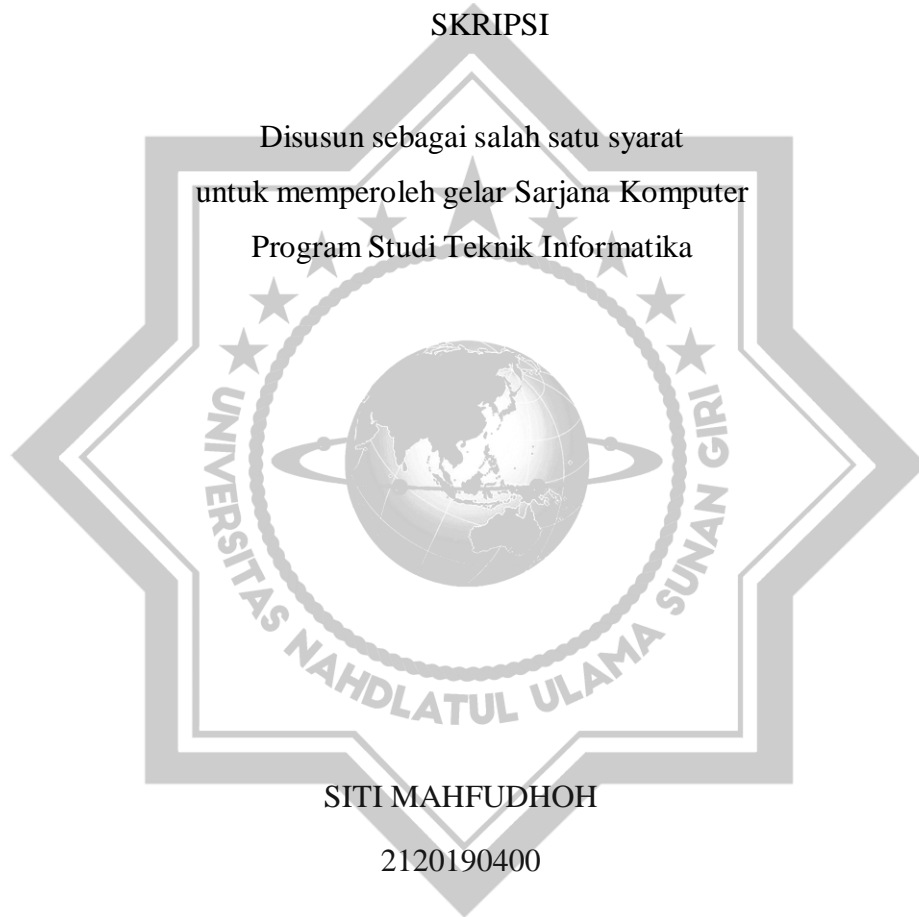 SKRIPSI
Disusun sebagai salah satu syarat
untuk memperoleh gelar Sarjana Komputer
Program Studi Teknik Informatika
UNIVERSITAS NAHDLATUL ULAMA SUNAN GIRI
SITI MAHFUDHOH
2120190400